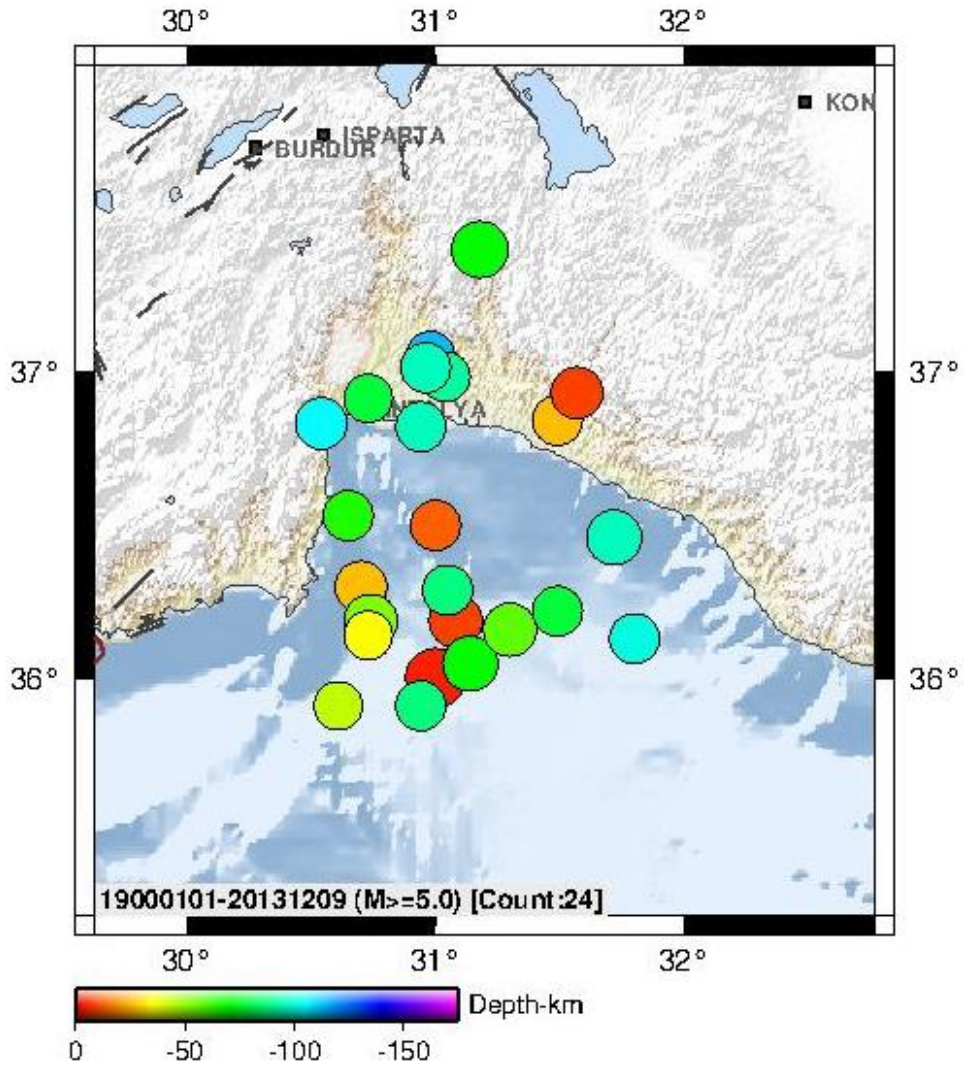 30° 31° 32°
KON
ISPARTA
BURDUR
37° 37°
36° 36°
19000101-20131209 (M>=5.0) [Count:24]
30° 31° 32°
Depth-km
0 -50 -100 -150